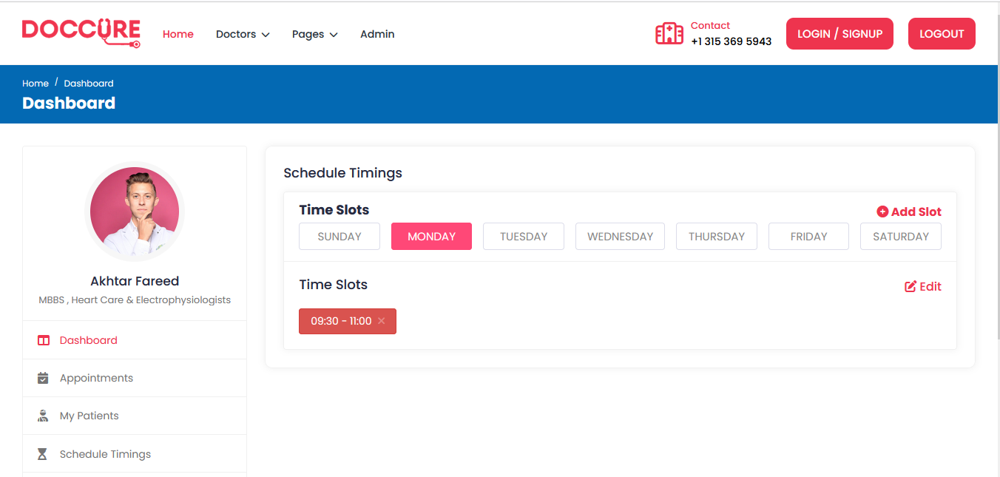 DOCCURE
Home Doctors Pages Admin
Contact
+1 315 369 5943
LOGIN / SIGNUP
LOGOUT
Home / Dashboard
Dashboard
Akhtar Fareed
MBBS , Heart Care & Electrophysiologists
Dashboard
Appointments
My Patients
Schedule Timings
Schedule Timings
Time Slots
Add Slot
SUNDAY MONDAY TUESDAY WEDNESDAY THURSDAY FRIDAY SATURDAY
Time Slots
Edit
09:30 - 11:00 ×